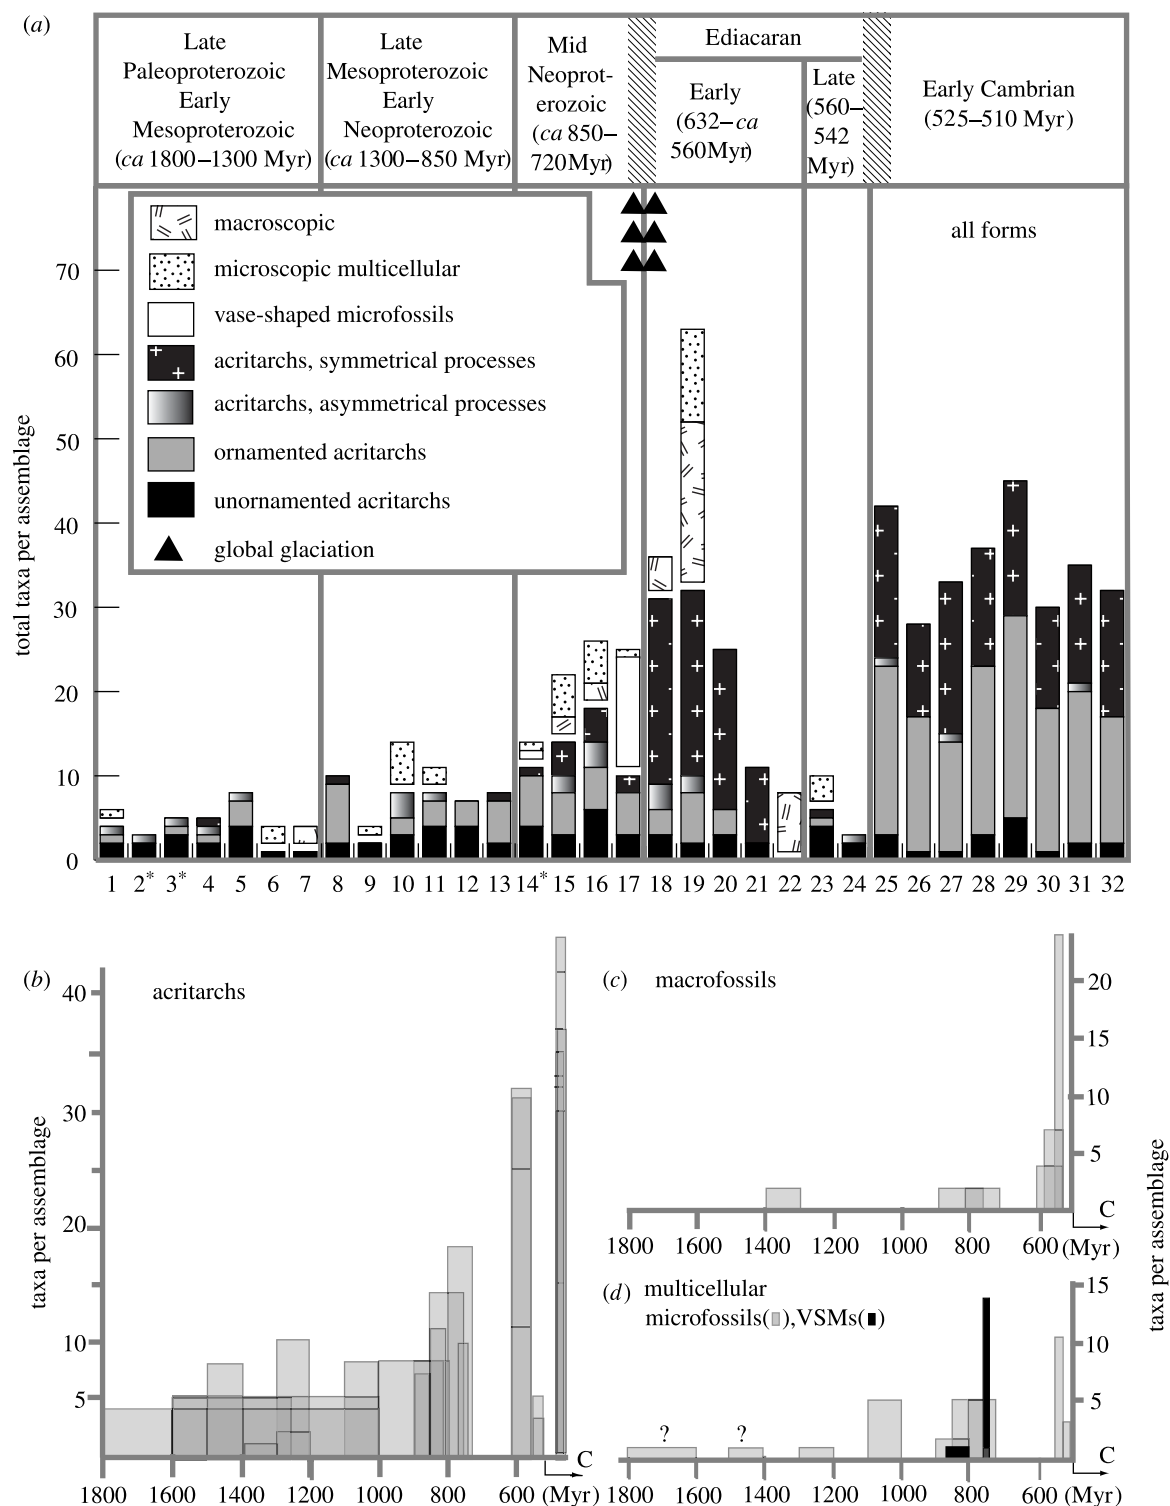 (a)
Late
Paleoproterozoic
Early
Mesoproterozoic
(ca 1800–1300 Myr)
Late
Mesoproterozoic
Early
Neoproterozoic
(ca 1300–850 Myr)
Mid
Neoprot-
erozoic
(ca 850–
720Myr)
Ediacaran
Early
(632–ca
560Myr)
Late
(560–
542
Myr)
Early Cambrian
(525–510 Myr)
all forms
macroscopic
microscopic multicellular
vase-shaped microfossils
acritarchs, symmetrical processes
acritarchs, asymmetrical processes
ornamented acritarchs
unornamented acritarchs
global glaciation
total taxa per assemblage
70
60
50
40
30
20
10
0
1 2* 3* 4 5 6 7 8 9 10 11 12 13 14* 15 16 17 18 19 20 21 22 23 24 25 26 27 28 29 30 31 32
(b)
acritarchs
taxa per assemblage
40
30
20
10
5
C
1800 1600 1400 1200 1000 800 600 (Myr)
(c)
macrofossils
20
15
10
5
C
1800 1600 1400 1200 1000 800 600 (Myr)
taxa per assemblage
(d)
multicellular
microfossils( ),VSMs( )
15
10
5
? ?
C
1800 1600 1400 1200 1000 800 600 (Myr)